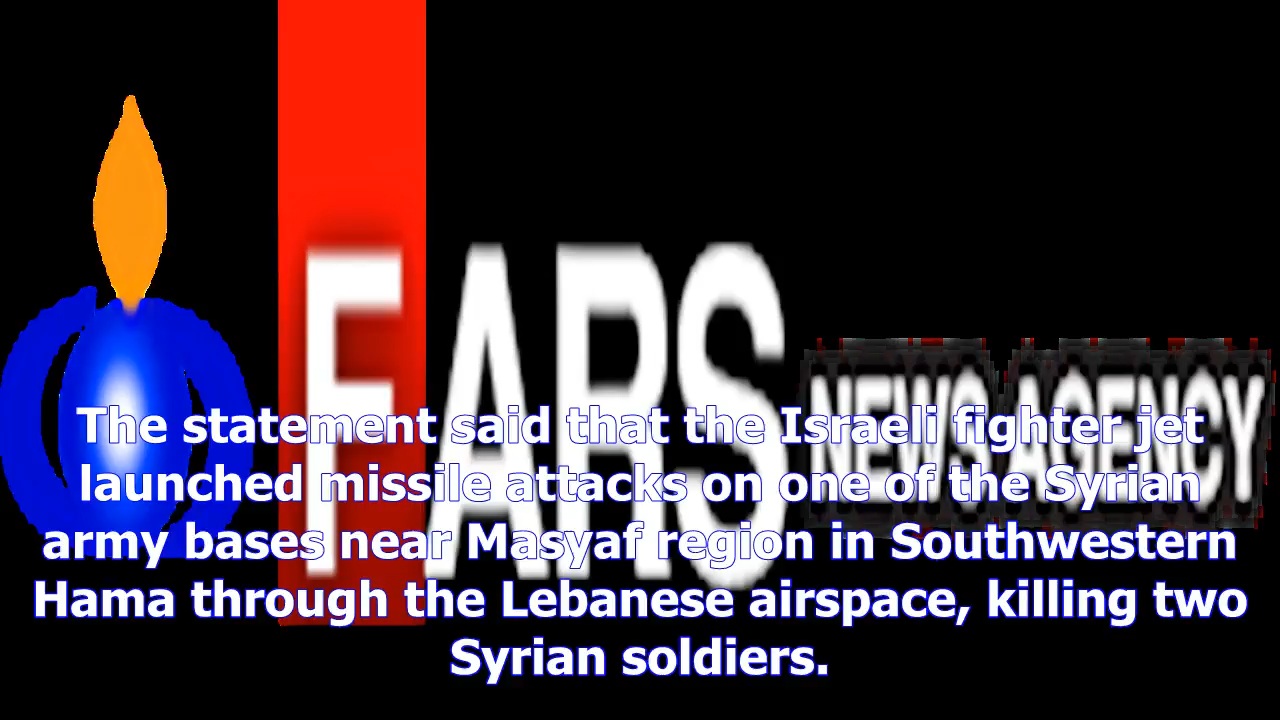 FARS NEWS AGENCY
The statement said that the Israeli fighter jet
launched missile attacks on one of the Syrian
army bases near Masyaf region in Southwestern
Hama through the Lebanese airspace, killing two
Syrian soldiers.